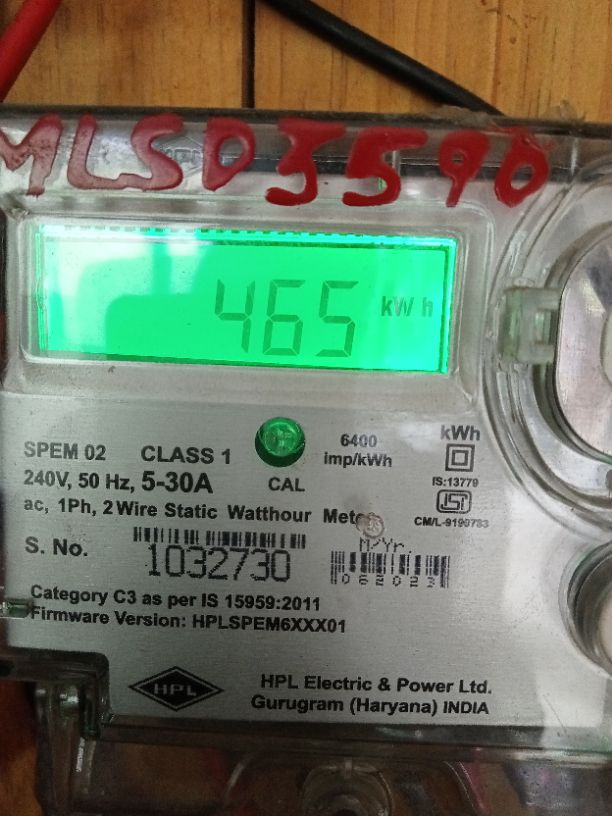 MLSD3590
465 kWh
SPEM 02 CLASS 1
6400
imp/kWh
kWh
240V, 50 Hz, 5-30A
CAL
IS:13779
ac, 1Ph, 2 Wire Static Watthour Meter
CM/L-9190733
S. No. 1032730
M/Yr.
062023
Category C3 as per IS 15959:2011
Firmware Version: HPLSPEM6XXX01
HPL
HPL Electric & Power Ltd.
Gurugram (Haryana) INDIA